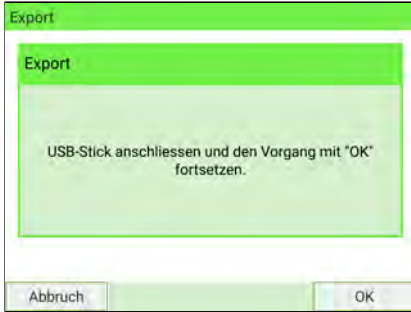 Export
Export
USB-Stick anschliessen und den Vorgang mit "OK"
fortsetzen.
Abbruch
OK